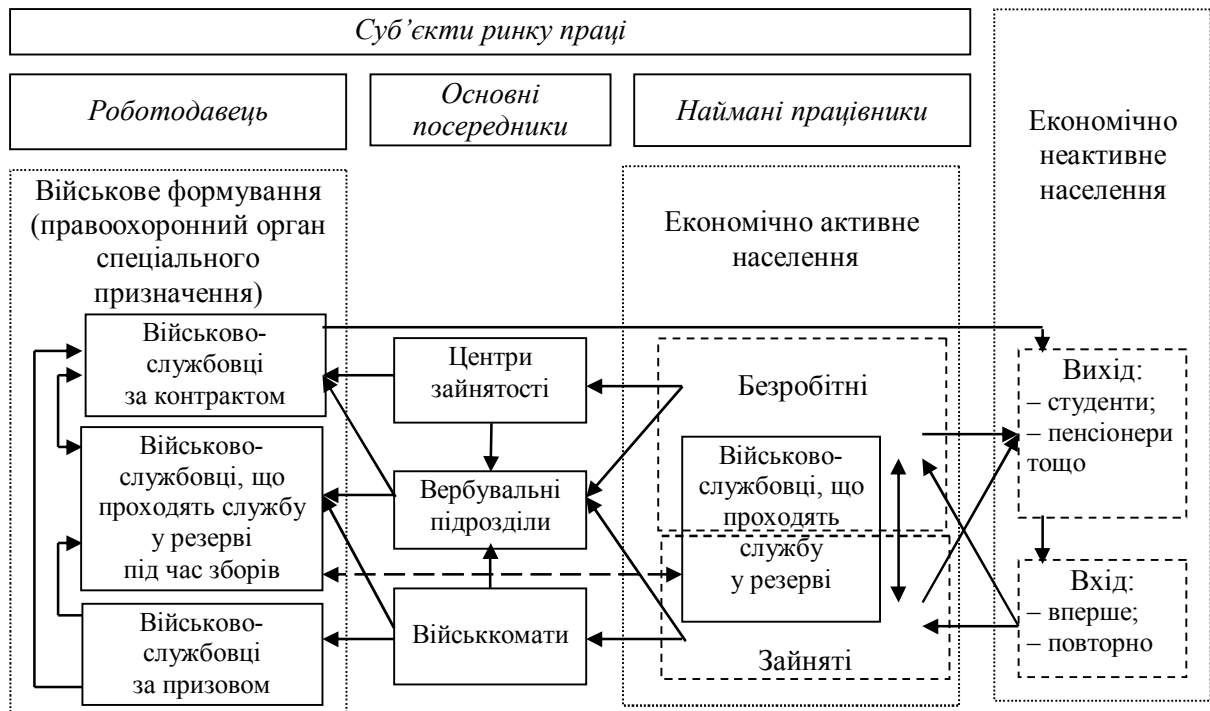 Суб’єкти ринку праці
Роботодавець
Основні
посередники
Наймані працівники
Економічно
неактивне
населення
Військове формування
(правоохоронний орган
спеціального
призначення)
Військово-
службовці
за контрактом
Військово-
службовці, що
проходять службу
у резерві
під час зборів
Військово-
службовці
за призовом
Центри
зайнятості
Вербувальні
підрозділи
Військкомати
Економічно активне
населення
Безробітні
Військово-
службовці, що
проходять
службу
у резерві
Зайняті
Вихід:
– студенти;
– пенсіонери
тощо
Вхід:
– вперше;
– повторно